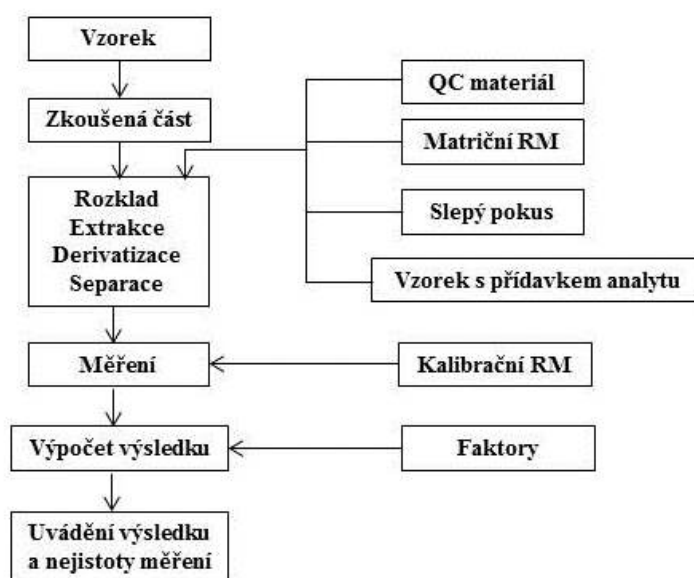 Vzorek
Zkoušená část
Rozklad
Extrakce
Derivatizace
Separace
Měření
Výpočet výsledku
Uvádění výsledku
a nejistoty měření
QC materiál
Matriční RM
Slepý pokus
Vzorek s přídavkem analytu
Kalibrační RM
Faktory